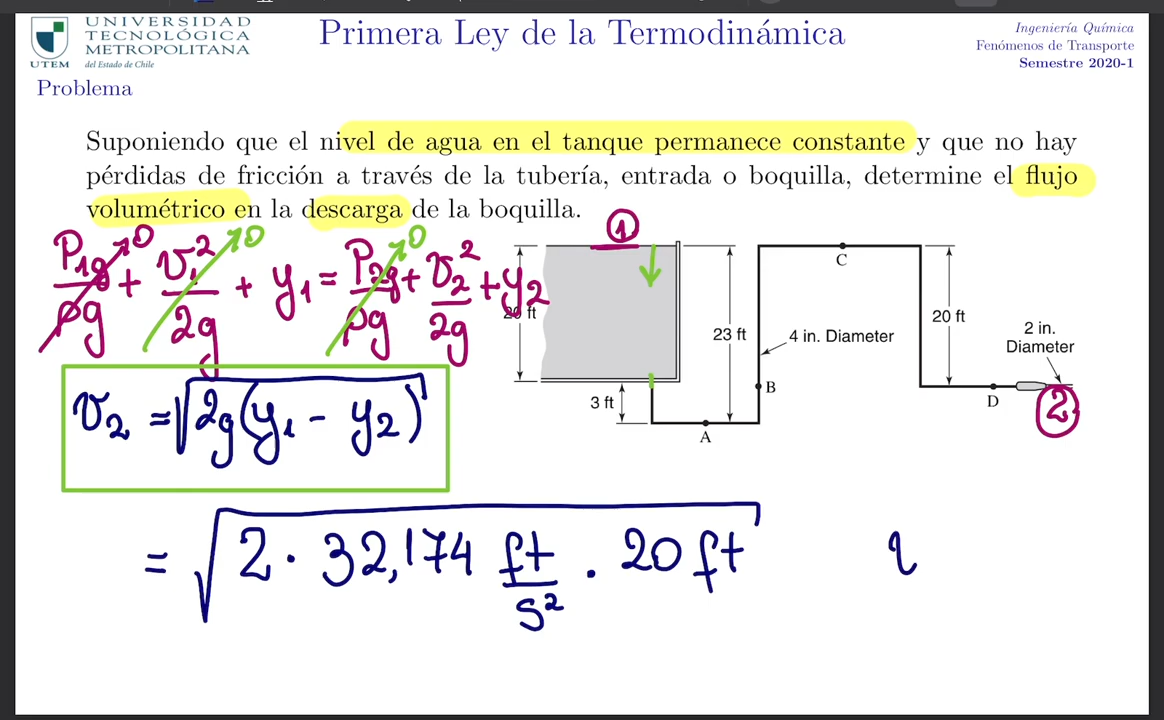 UNIVERSIDAD
TECNOLÓGICA
METROPOLITANA
UTEM del Estado de Chile
Primera Ley de la Termodinámica
Ingeniería Química
Fenómenos de Transporte
Semestre 2020-1
Problema
Suponiendo que el nivel de agua en el tanque permanece constante y que no hay
pérdidas de fricción a través de la tubería, entrada o boquilla, determine el flujo
volumétrico en la descarga de la boquilla.
P₁g/ρg + v₁²/2g + y₁ = P₂g/ρg + v₂²/2g + y₂
0
0
0
1
20 ft
3 ft
A
23 ft
4 in. Diameter
B
C
20 ft
2 in.
Diameter
D
2
v₂ = √2g(y₁ - y₂)
= √2 · 32,174 ft/s² · 20 ft